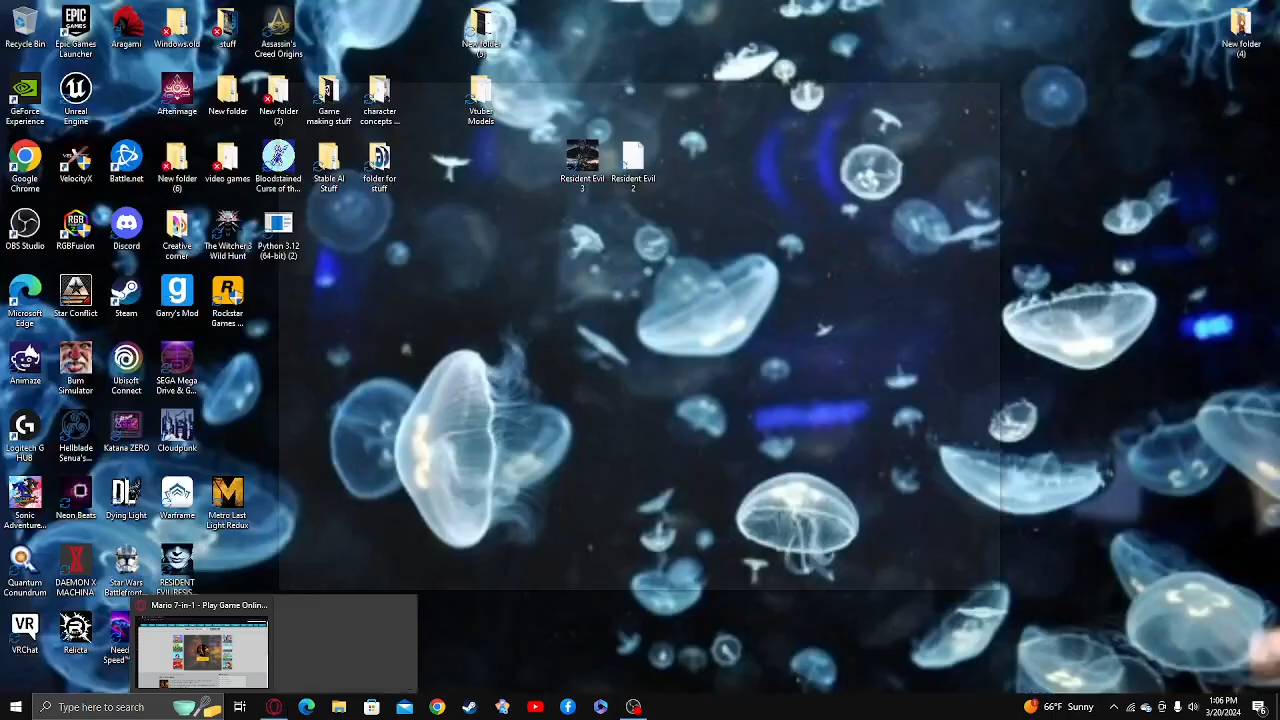 Recycle Bin
Epic Games
Launcher
Aragami
Windows.old
stuff
Assassin's
Creed Origins
New folder
(5)
New folder
(4)
GeForce
Experience
Unreal
Engine
Afterimage
New folder
New folder
(2)
Game
making stuff
character
concepts ...
Vtuber
Models
Google
Chrome
VelocityX
Battle.net
New folder
(6)
video games
Bloodstained
Curse of th...
Stable AI
Stuff
folder for
stuff
Resident Evil
3
Resident Evil
2
OBS Studio
RGBFusion
Discord
Creative
corner
The Witcher 3
Wild Hunt
Python 3.12
(64-bit) (2)
Microsoft
Edge
Star Conflict
Steam
Garry's Mod
Rockstar
Games ...
Animaze
Bum
Simulator
Ubisoft
Connect
SEGA Mega
Drive & G...
Logitech G
HUB
Hellblade
Senua's...
Katana ZERO
Cloudpunk
Sonic
Adventure...
Neon Beats
Dying Light
Warframe
Metro Last
Light Redux
Quantum
Conundrum
DAEMON X
MACHINA
Star Wars
RESIDENT
EVIL
VRChat
Relicta
Need
Speed™
Mario 7-in-1 - Play Game Onlin...
Type here to search
66°F Sunny
1:06 PM
3/20/2024